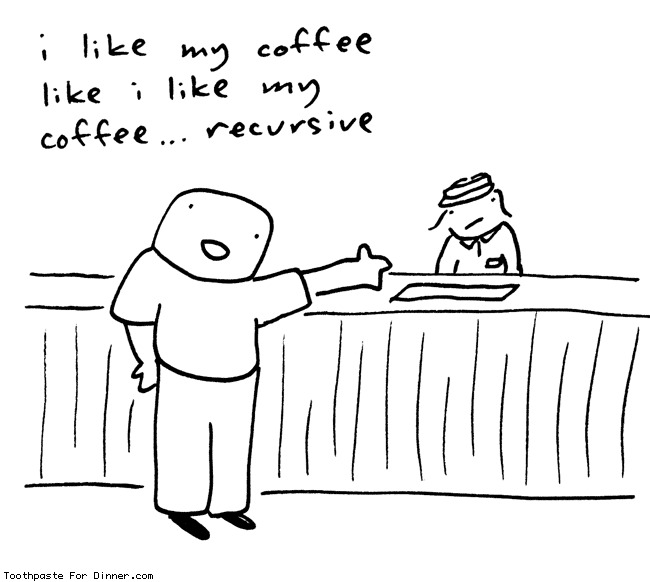 i like my coffee
like i like my
coffee... recursive
Toothpaste For Dinner.com